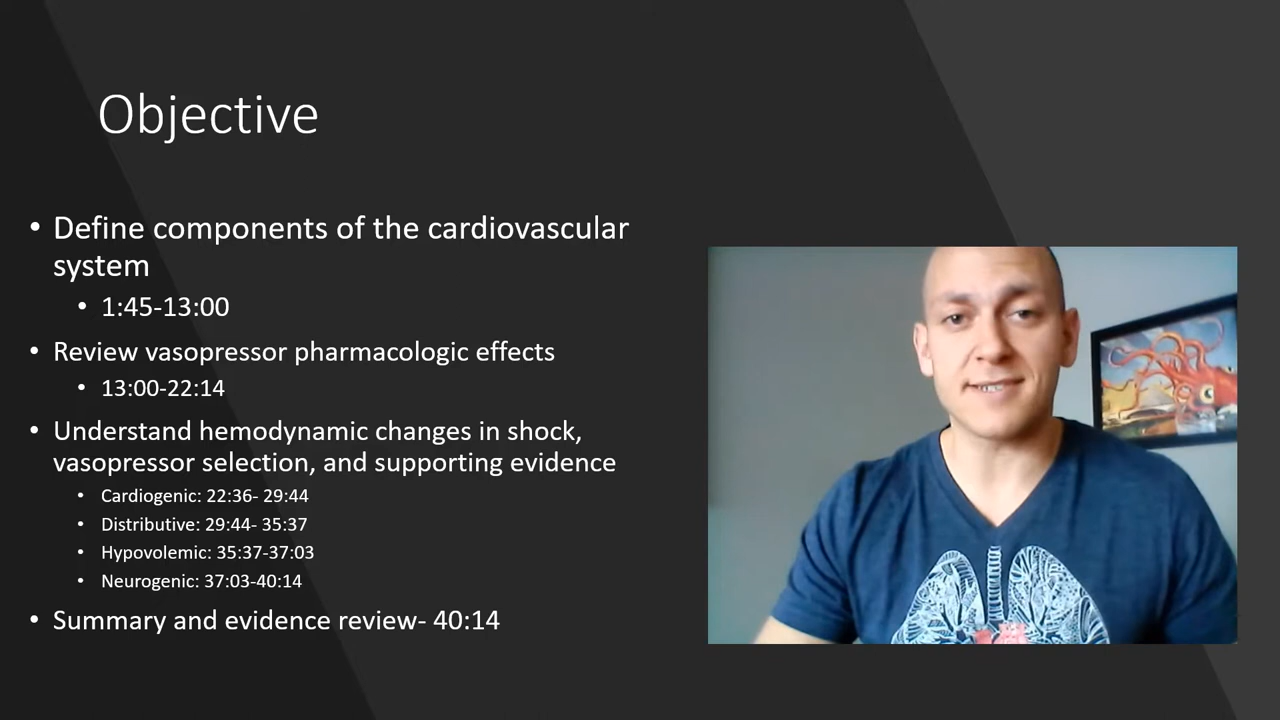 Objective
• Define components of the cardiovascular
system
• 1:45-13:00
• Review vasopressor pharmacologic effects
• 13:00-22:14
• Understand hemodynamic changes in shock,
vasopressor selection, and supporting evidence
• Cardiogenic: 22:36- 29:44
• Distributive: 29:44- 35:37
• Hypovolemic: 35:37-37:03
• Neurogenic: 37:03-40:14
• Summary and evidence review- 40:14